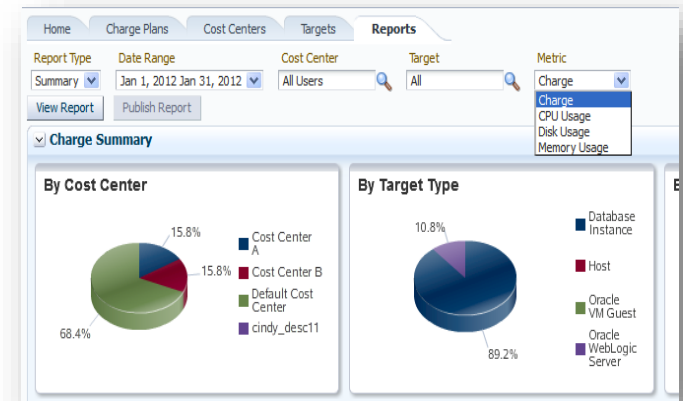 Home Charge Plans Cost Centers Targets Reports
Report Type Date Range Cost Center Target Metric
Summary Jan 1, 2012 Jan 31, 2012 All Users All Charge
View Report Publish Report
Charge
CPU Usage
Disk Usage
Memory Usage
Charge Summary
By Cost Center
15.8%
15.8%
68.4%
Cost Center
A
Cost Center B
Default Cost
Center
cindy_desc11
By Target Type
10.8%
89.2%
Database
Instance
Host
Oracle
VM Guest
Oracle
WebLogic
Server